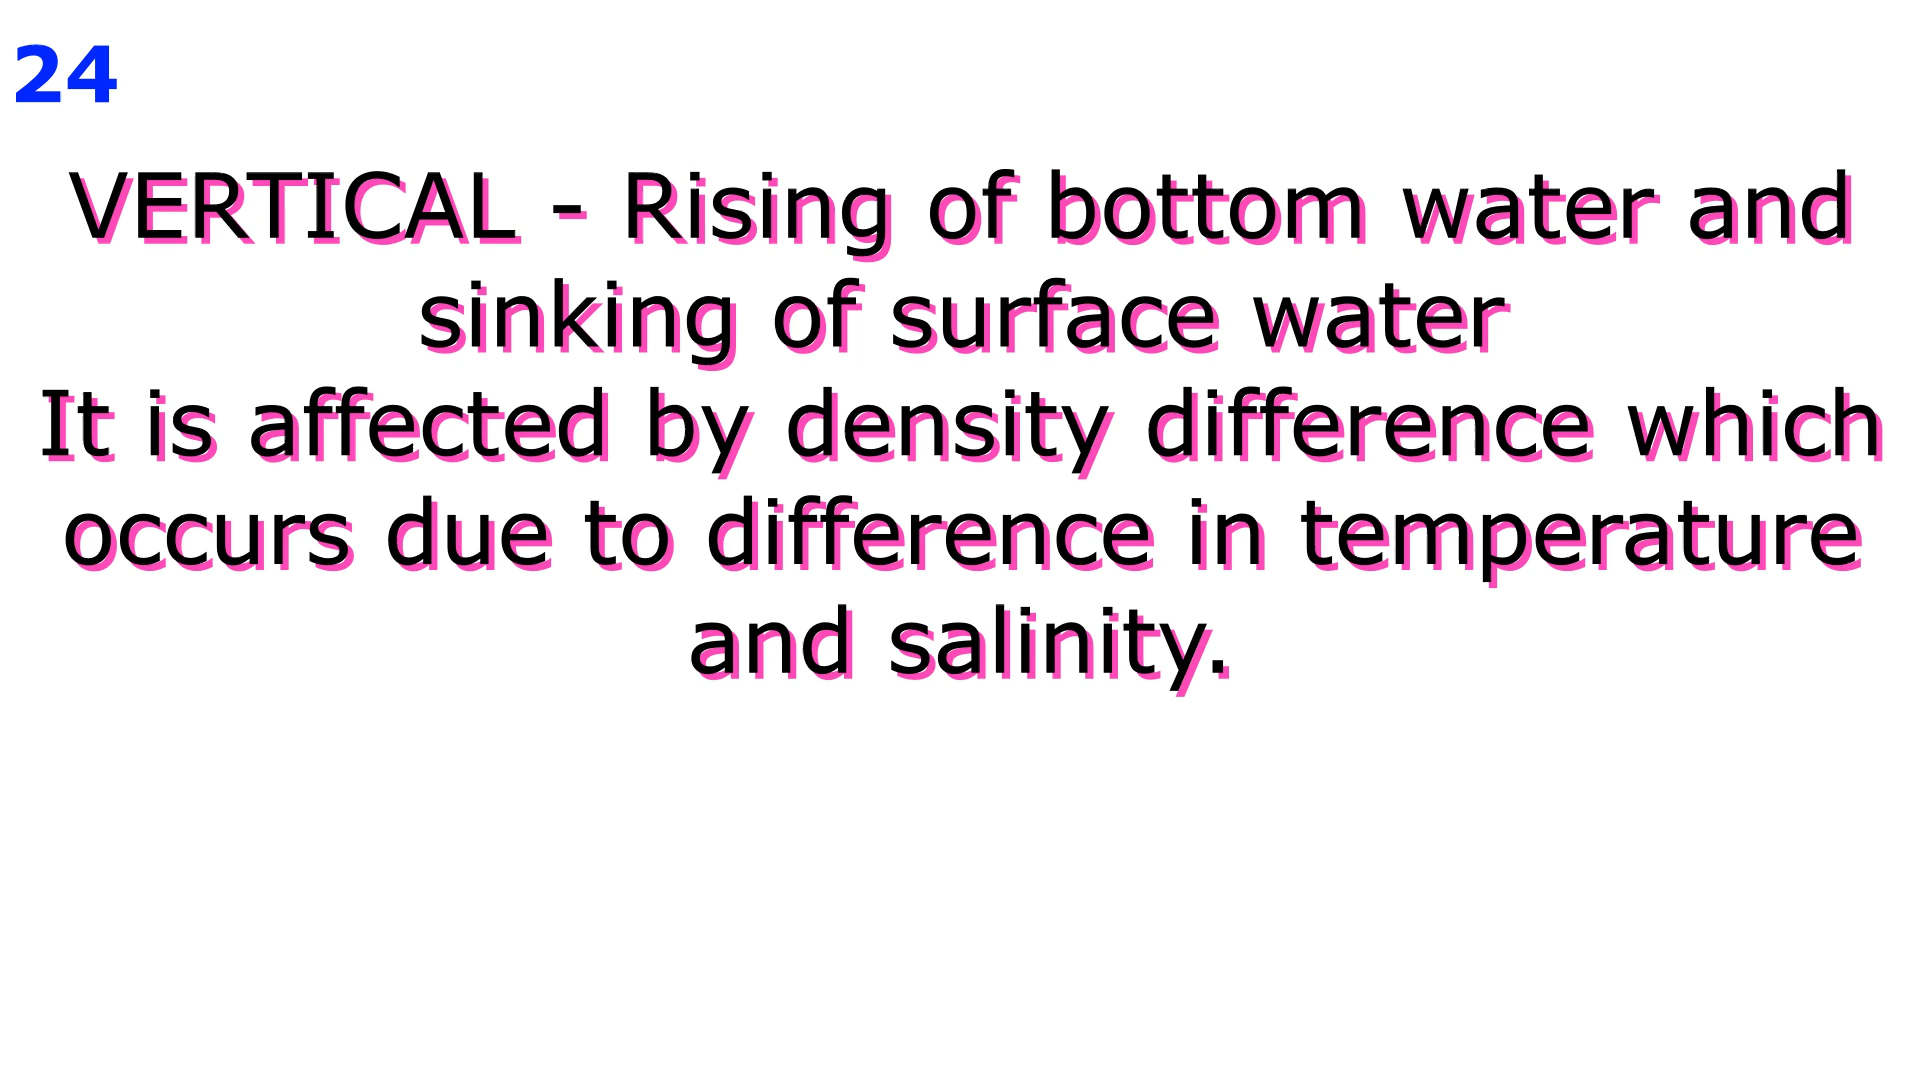 24
VERTICAL - Rising of bottom water and
sinking of surface water
It is affected by density difference which
occurs due to difference in temperature
and salinity.